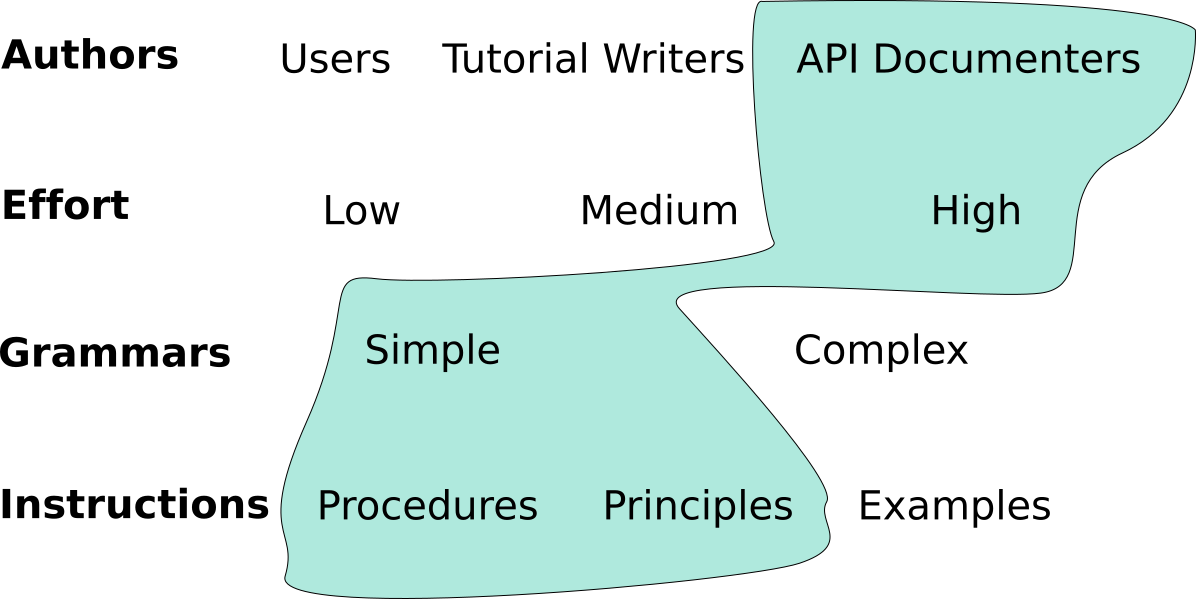 Authors Users Tutorial Writers API Documenters
Effort Low Medium High
Grammars Simple Complex
Instructions Procedures Principles Examples